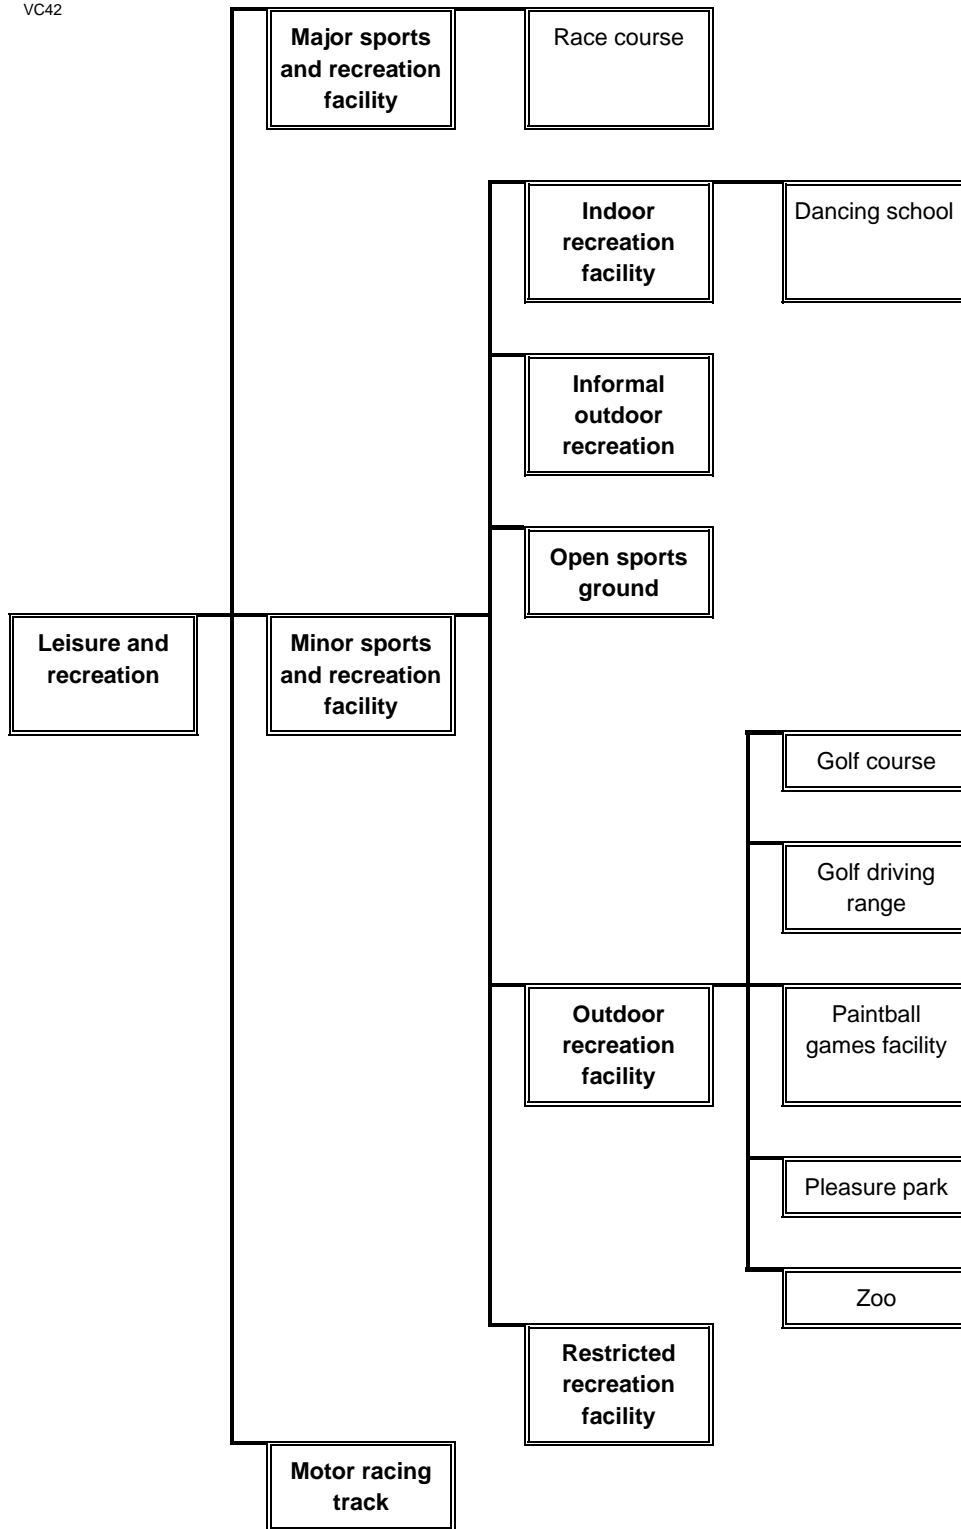 VC42
Major sports
and recreation
facility
Race course
Indoor
recreation
facility
Dancing school
Informal
outdoor
recreation
Open sports
ground
Leisure and
recreation
Minor sports
and recreation
facility
Golf course
Golf driving
range
Outdoor
recreation
facility
Paintball
games facility
Pleasure park
Zoo
Restricted
recreation
facility
Motor racing
track